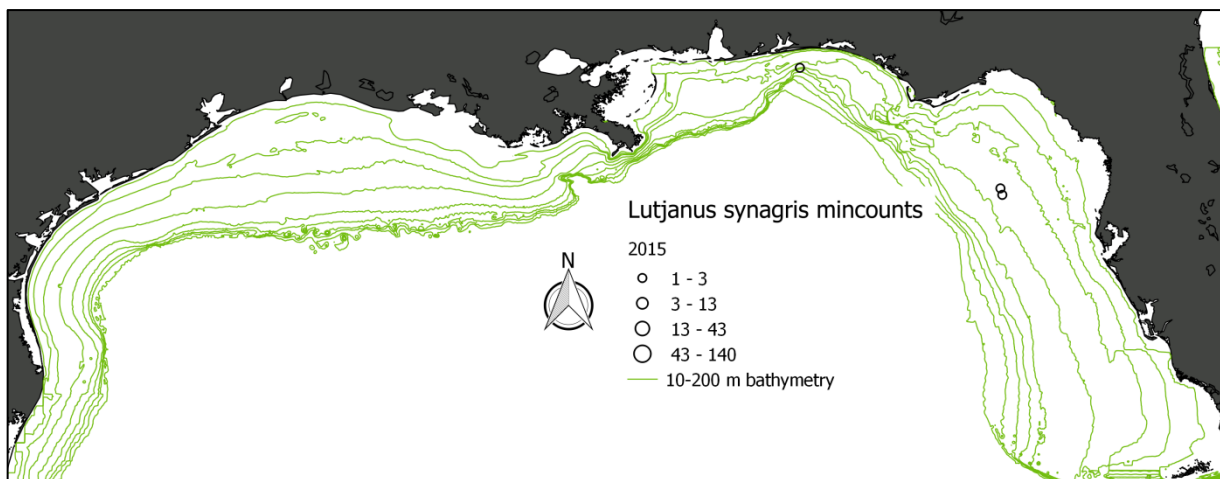 Lutjanus synagris mincounts
2015
N
1 - 3
3 - 13
13 - 43
43 - 140
10-200 m bathymetry